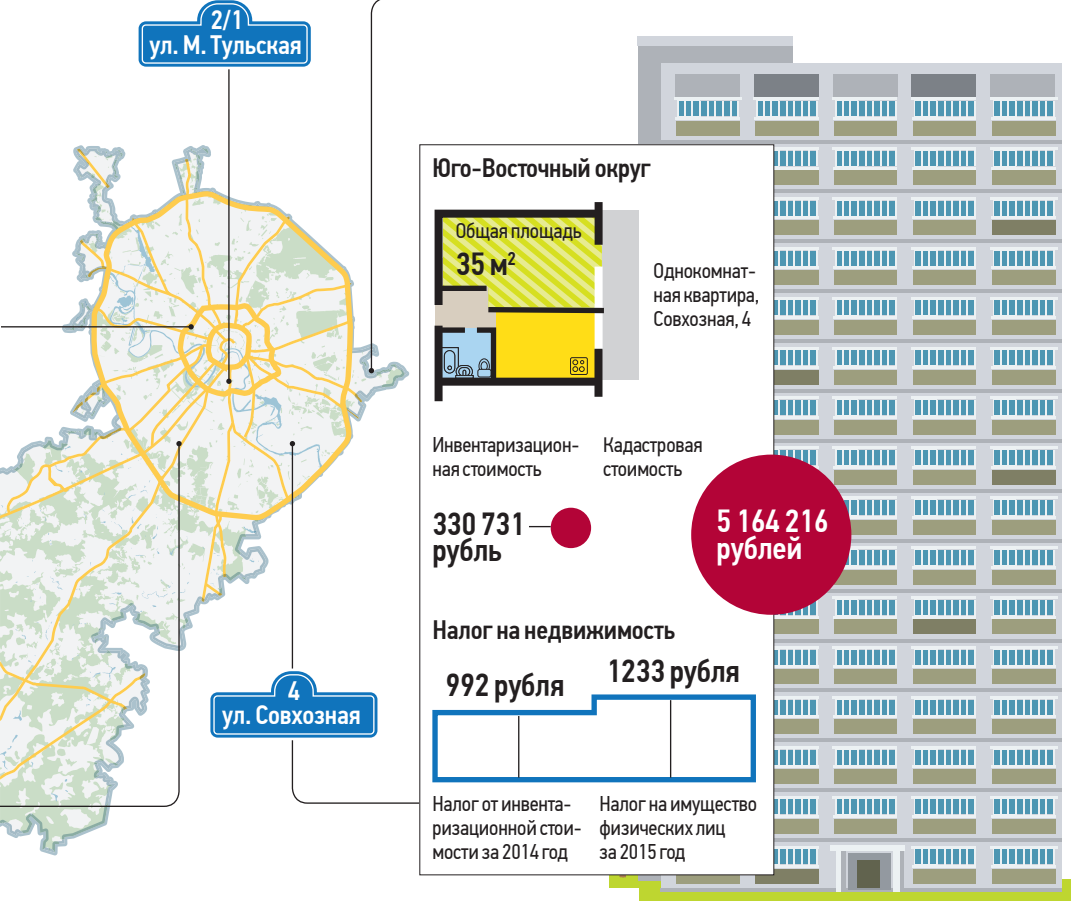 2/1
ул. М. Тульская
Юго-Восточный округ
Общая площадь
35 м²
Однокомнат-
ная квартира,
Совхозная, 4
Инвентаризацион-
ная стоимость
Кадастровая
стоимость
330 731
рубль
5 164 216
рублей
Налог на недвижимость
992 рубля
1233 рубля
4
ул. Совхозная
Налог от инвента-
ризационной стои-
мости за 2014 год
Налог на имущество
физических лиц
за 2015 год